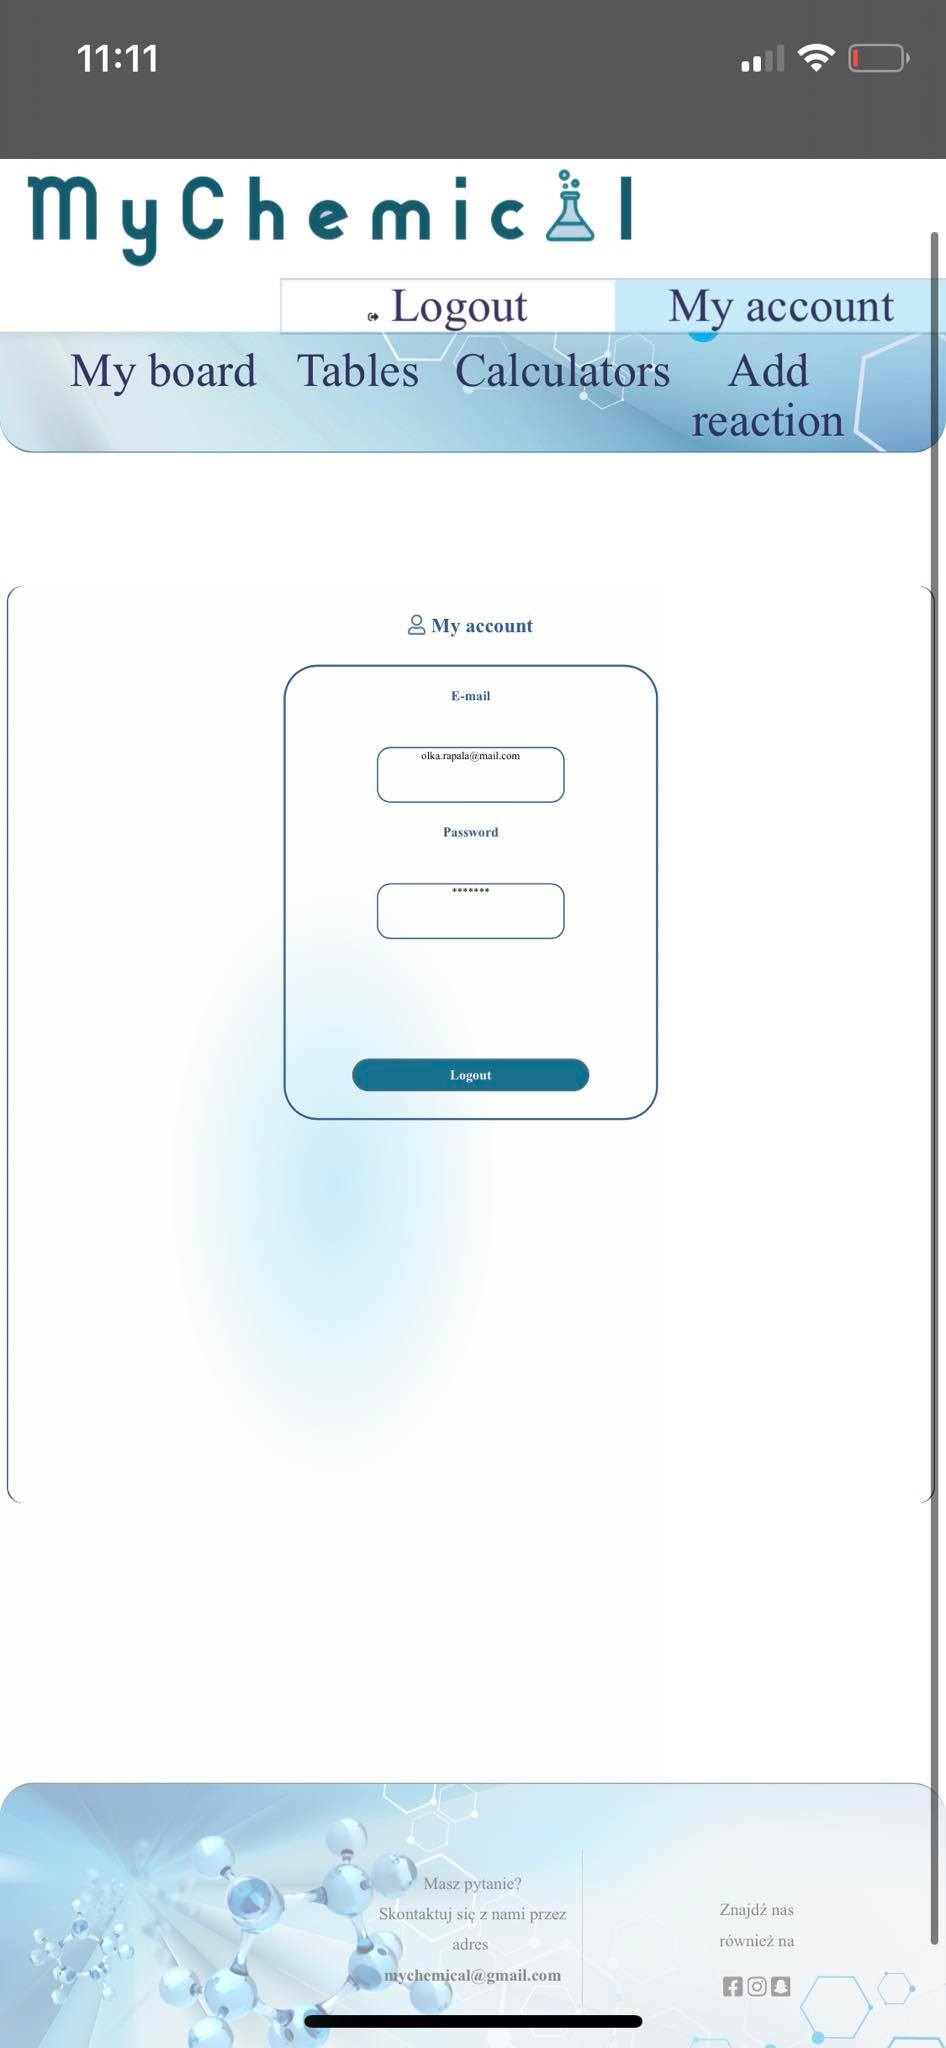 11:11
MyChemical
Logout
My account
My board Tables Calculators Add
reaction
My account
E-mail
olka.rapala@mail.com
Password
*******
Logout
Masz pytanie?
Skontaktuj się z nami przez
adres
mychemical@gmail.com
Znajdź nas
również na